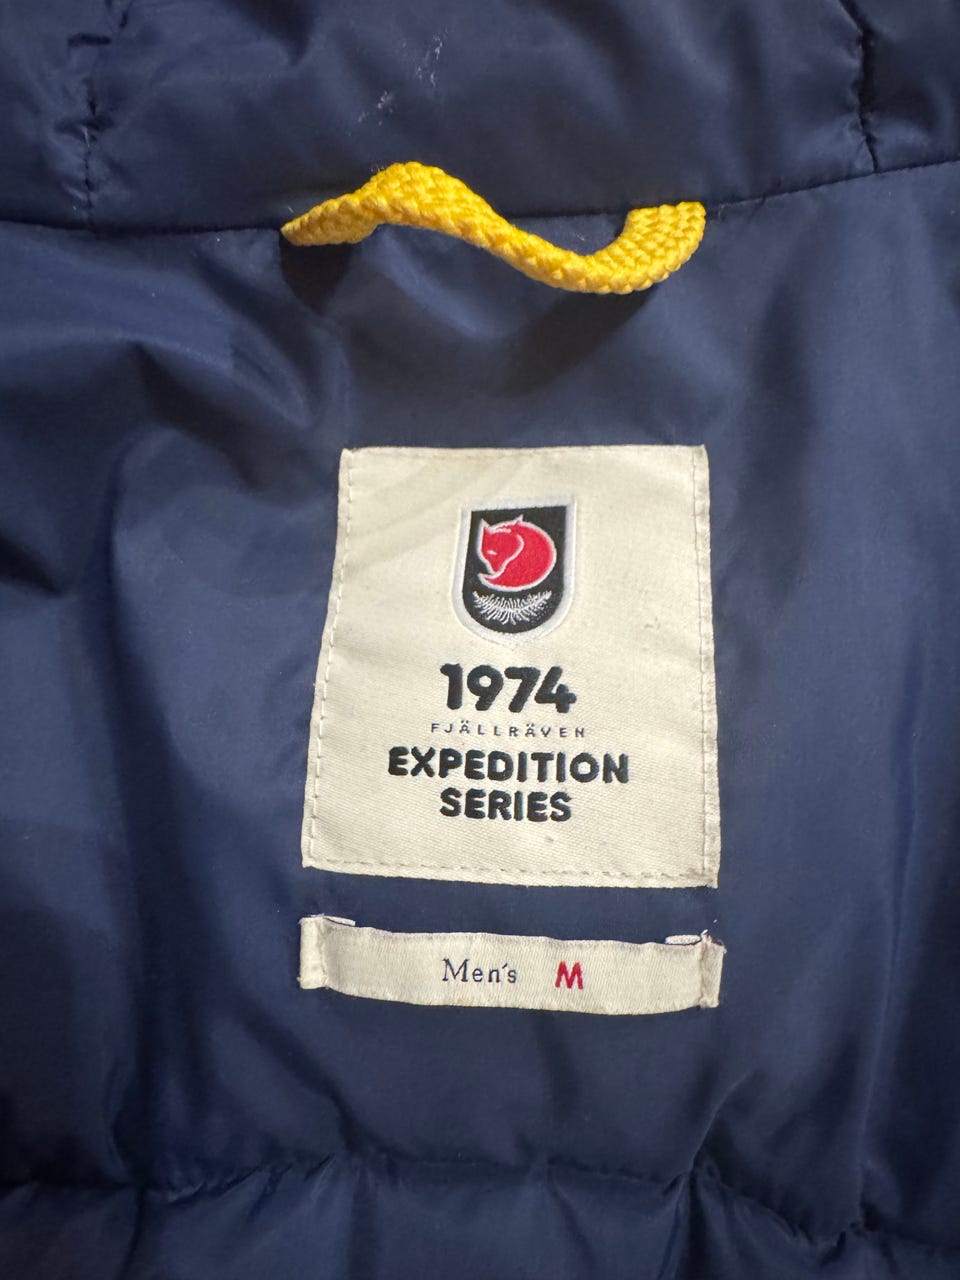 1974
FJÄLLRÄVEN
EXPEDITION
SERIES
Men's M